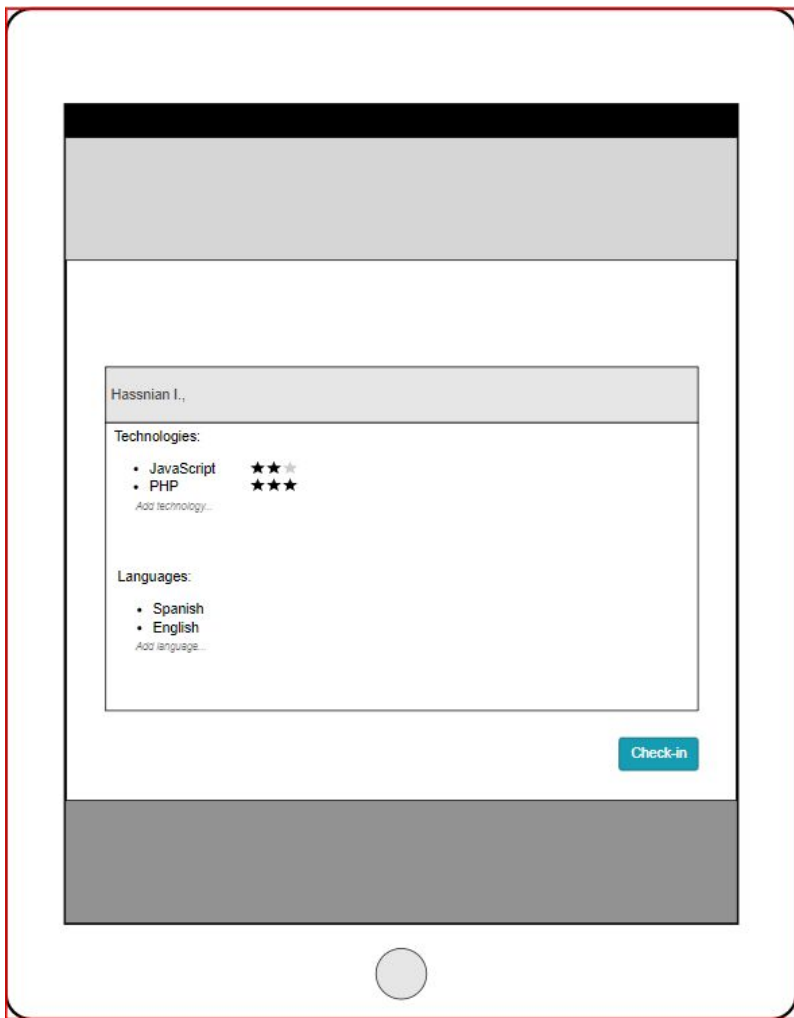 Hassnian I.,
Technologies:
• JavaScript ★★★
• PHP ★★★
Add technology...
Languages:
• Spanish
• English
Add language...
Check-in